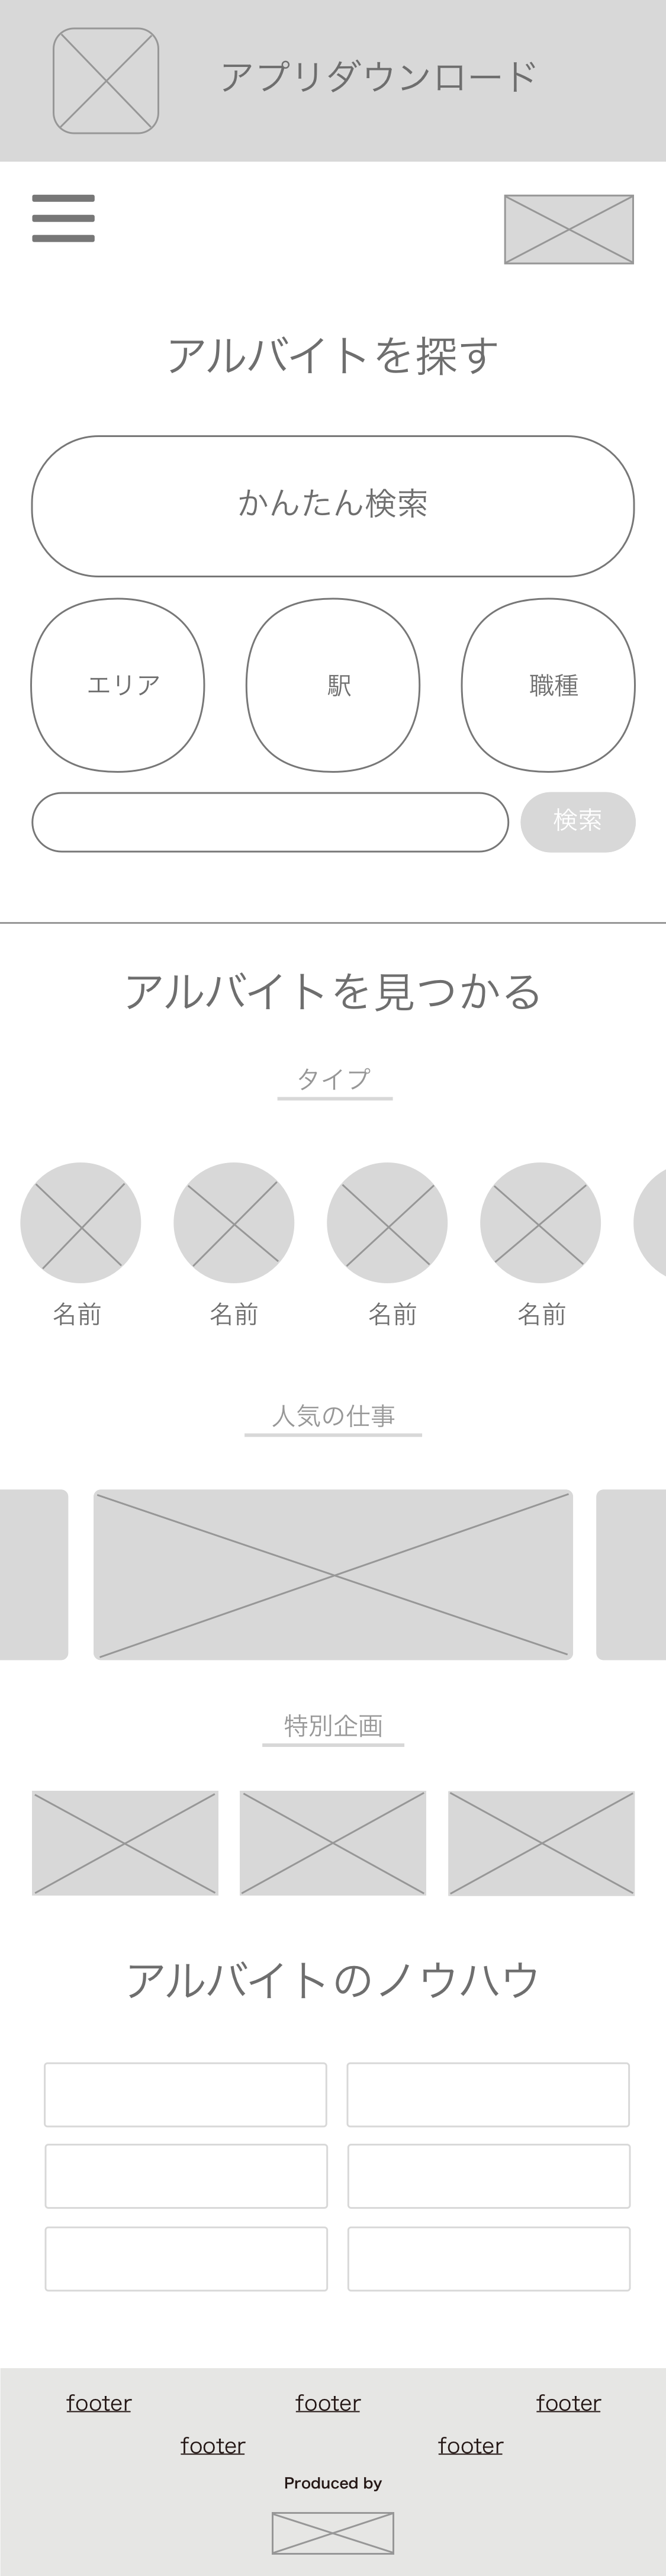 アプリダウンロード
アルバイトを探す
かんたん検索
エリア 駅 職種
検索
アルバイトを見つかる
タイプ
名前 名前 名前 名前
人気の仕事
特別企画
アルバイトのノウハウ
footer footer footer
footer footer
Produced by